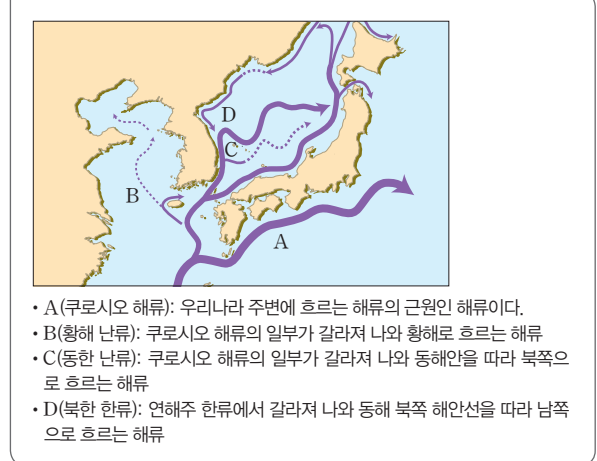 D
C
B
A
• A(쿠로시오 해류): 우리나라 주변에 흐르는 해류의 근원인 해류이다.
• B(황해 난류): 쿠로시오 해류의 일부가 갈라져 나와 황해로 흐르는 해류
• C(동한 난류): 쿠로시오 해류의 일부가 갈라져 나와 동해안을 따라 북쪽으
로 흐르는 해류
• D(북한 한류): 연해주 한류에서 갈라져 나와 동해 북쪽 해안선을 따라 남쪽
으로 흐르는 해류